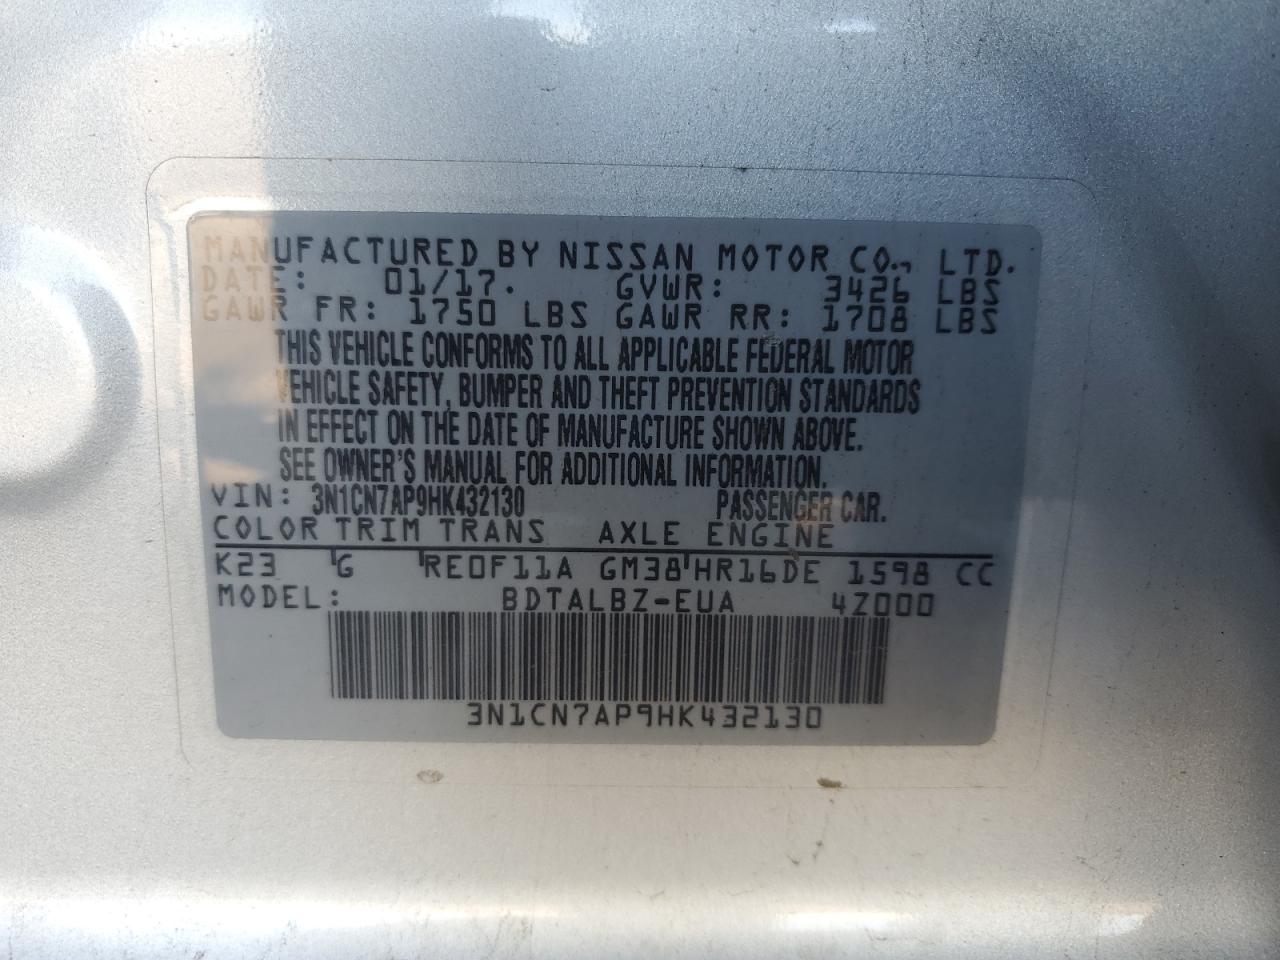 MANUFACTURED BY NISSAN MOTOR CO., LTD.
DATE: 01/17. GVWR: 3426 LBS
GAWR FR: 1750 LBS GAWR RR: 1708 LBS
THIS VEHICLE CONFORMS TO ALL APPLICABLE FEDERAL MOTOR
VEHICLE SAFETY, BUMPER AND THEFT PREVENTION STANDARDS
IN EFFECT ON THE DATE OF MANUFACTURE SHOWN ABOVE.
SEE OWNER'S MANUAL FOR ADDITIONAL INFORMATION.
VIN: 3N1CN7AP9HK432130 PASSENGER CAR.
COLOR TRIM TRANS AXLE ENGINE
K23 G RE0F11A GM38 HR16DE 1598 CC
MODEL: BDTALBZ-EUA 4Z000
3N1CN7AP9HK432130